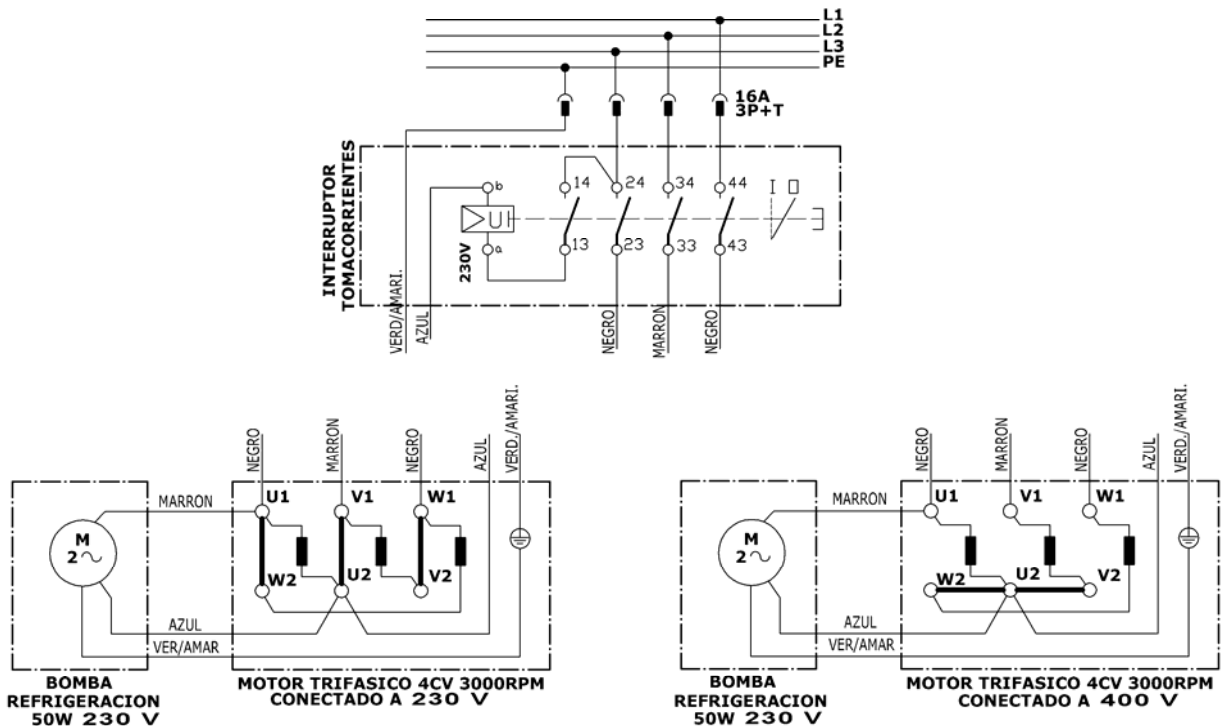 L1
L2
L3
PE
16A
3P+T
INTERRUPTOR
TOMACORRIENTES
VERD/AMARI.
AZUL
230V
b
U
a
14
24
34
44
I
13
23
33
43
NEGRO
MARRON
NEGRO
NEGRO
MARRON
NEGRO
AZUL
VERD./AMARI.
MARRON
U1
V1
W1
M
2
W2
U2
V2
AZUL
VER/AMAR
BOMBA
REFRIGERACION
50W 230 V
MOTOR TRIFASICO 4CV 3000RPM
CONECTADO A 230 V
NEGRO
MARRON
NEGRO
AZUL
VERD./AMARI.
MARRON
U1
V1
W1
M
2
W2
U2
V2
AZUL
VER/AMAR
BOMBA
REFRIGERACION
50W 230 V
MOTOR TRIFASICO 4CV 3000RPM
CONECTADO A 400 V